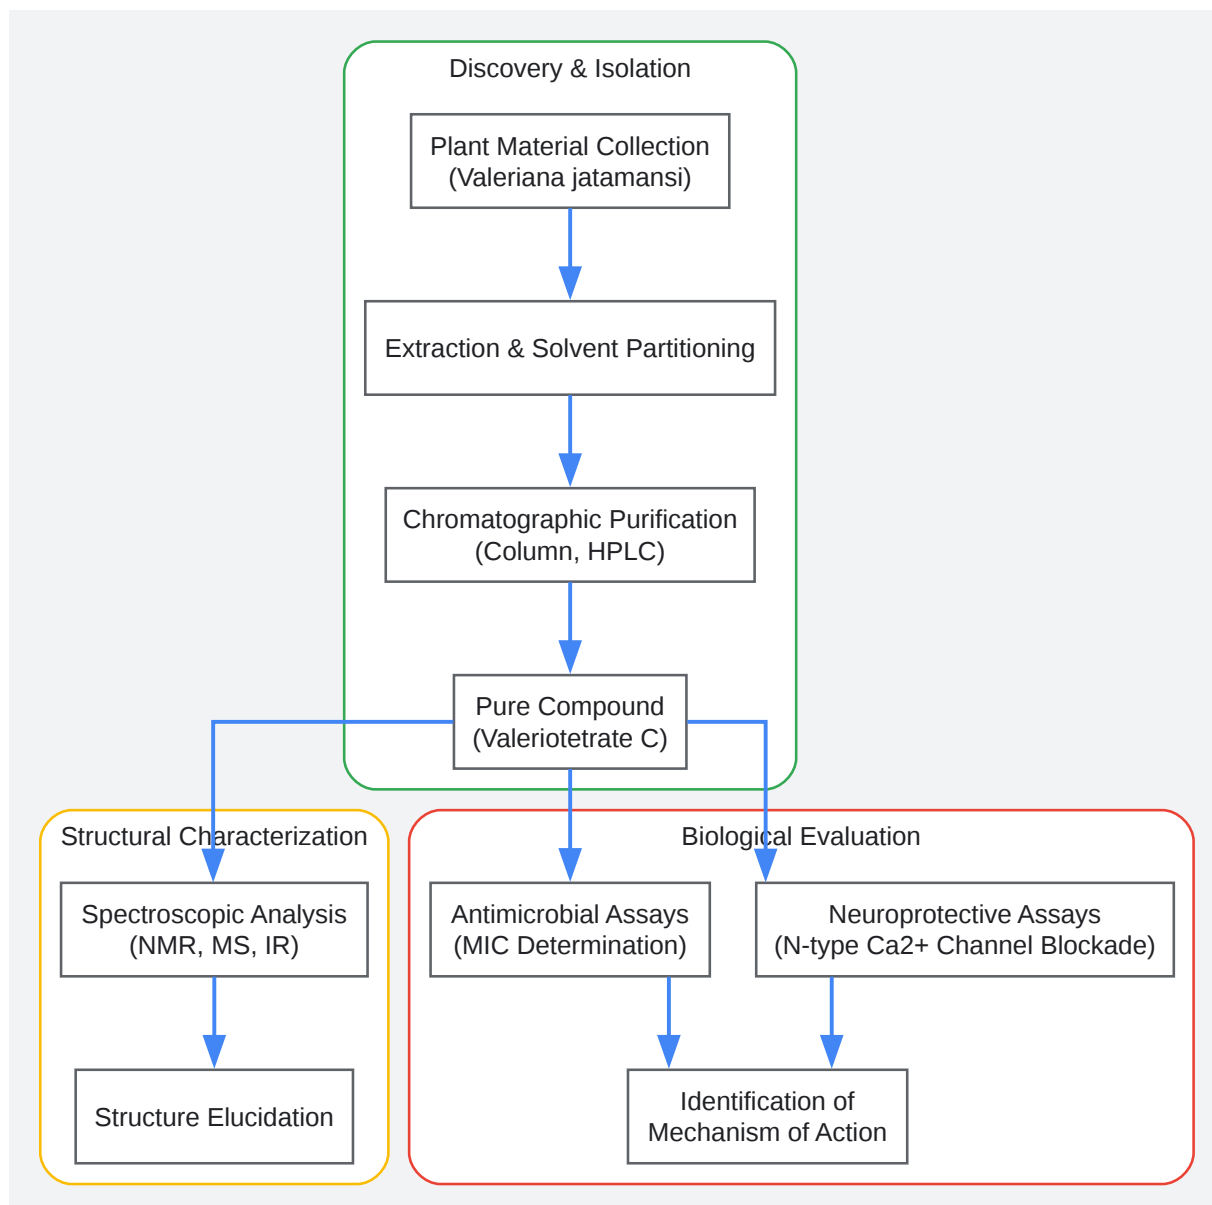 Discovery & Isolation
Plant Material Collection
(Valeriana jatamansi)
Extraction & Solvent Partitioning
Chromatographic Purification
(Column, HPLC)
Pure Compound
(Valeriotetrate C)
Structural Characterization
Spectroscopic Analysis
(NMR, MS, IR)
Structure Elucidation
Biological Evaluation
Antimicrobial Assays
(MIC Determination)
Neuroprotective Assays
(N-type Ca2+ Channel Blockade)
Identification of
Mechanism of Action